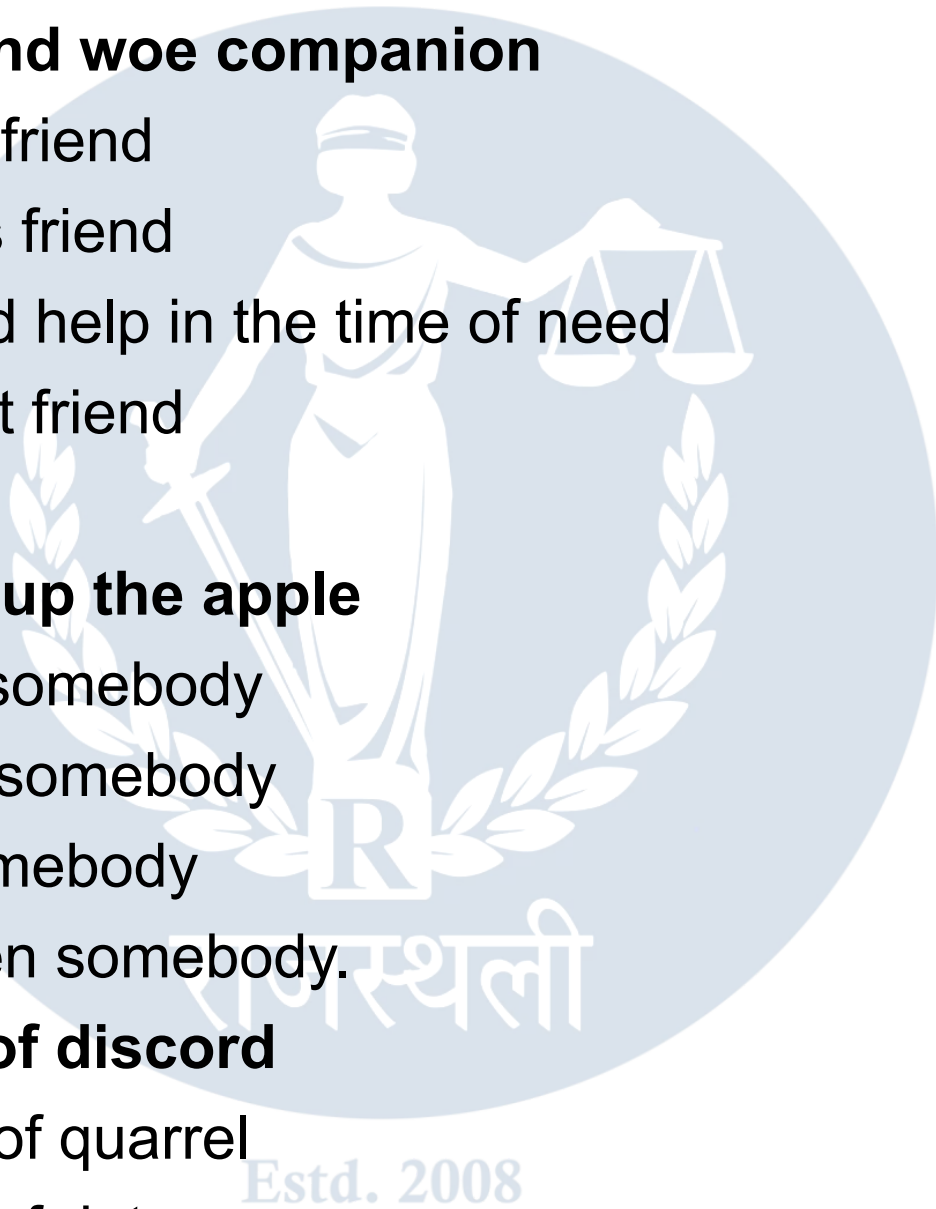 nd woe companion
friend
s friend
d help in the time of need
t friend
up the apple
somebody
somebody
mebody
en somebody.
R
राजस्थली
of discord
of quarrel
Estd. 2008